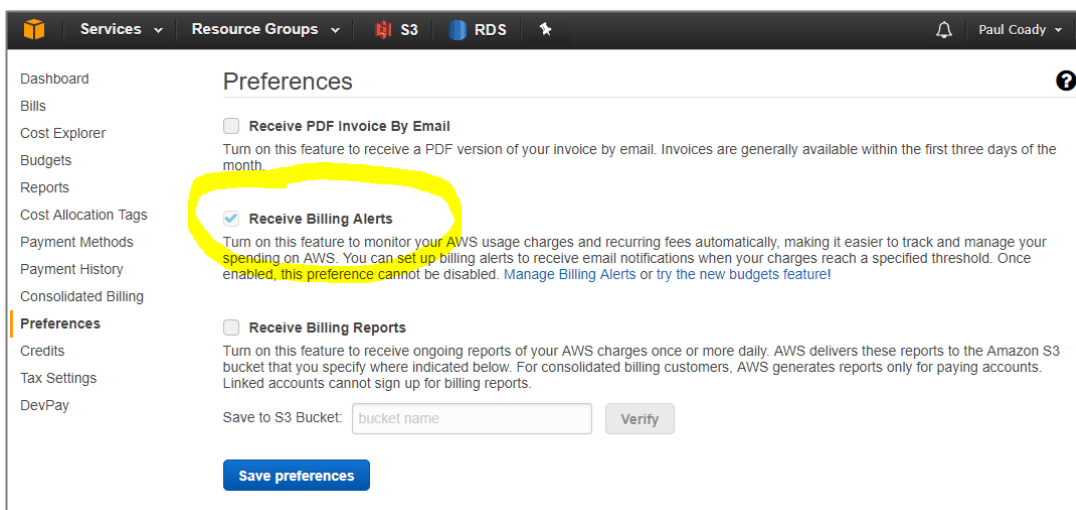 Services Resource Groups S3 RDS Paul Coady
Dashboard
Bills
Cost Explorer
Budgets
Reports
Cost Allocation Tags
Payment Methods
Payment History
Consolidated Billing
Preferences
Credits
Tax Settings
DevPay
Preferences ?
Receive PDF Invoice By Email
Turn on this feature to receive a PDF version of your invoice by email. Invoices are generally available within the first three days of the
month.
Receive Billing Alerts
Turn on this feature to monitor your AWS usage charges and recurring fees automatically, making it easier to track and manage your
spending on AWS. You can set up billing alerts to receive email notifications when your charges reach a specified threshold. Once
enabled, this preference cannot be disabled. Manage Billing Alerts or try the new budgets feature!
Receive Billing Reports
Turn on this feature to receive ongoing reports of your AWS charges once or more daily. AWS delivers these reports to the Amazon S3
bucket that you specify where indicated below. For consolidated billing customers, AWS generates reports only for paying accounts.
Linked accounts cannot sign up for billing reports.
Save to S3 Bucket: bucket name Verify
Save preferences